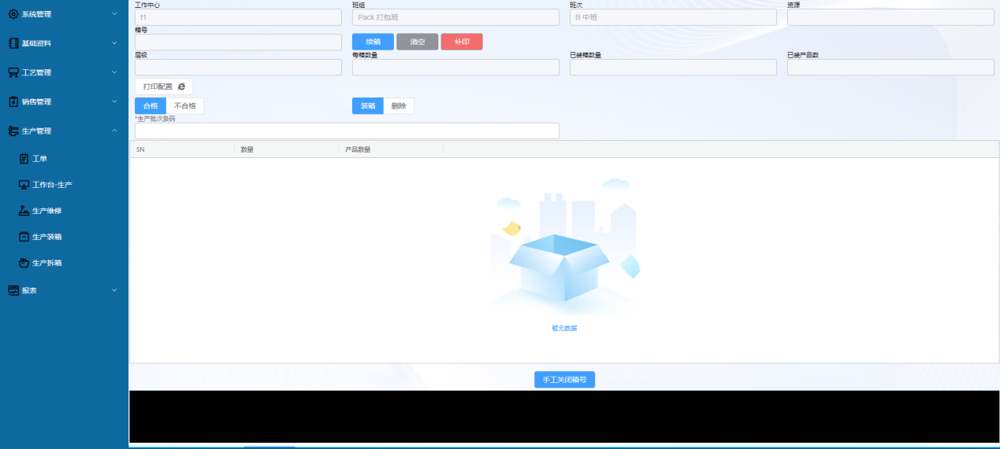 系统管理
基础资料
工艺管理
销售管理
生产管理
工单
工作台-生产
生产维修
生产装箱
生产拆箱
报表
工作中心 班组 班次 资源
t1 Pack 打包班 B 中班
箱号
续箱 清空 补印
层级 每箱数量 已装箱数量 已装产品数
打印配置
合格 不合格 装箱 删除
*生产批次条码
SN 数量 产品数量
暂无数据
手工关闭箱号